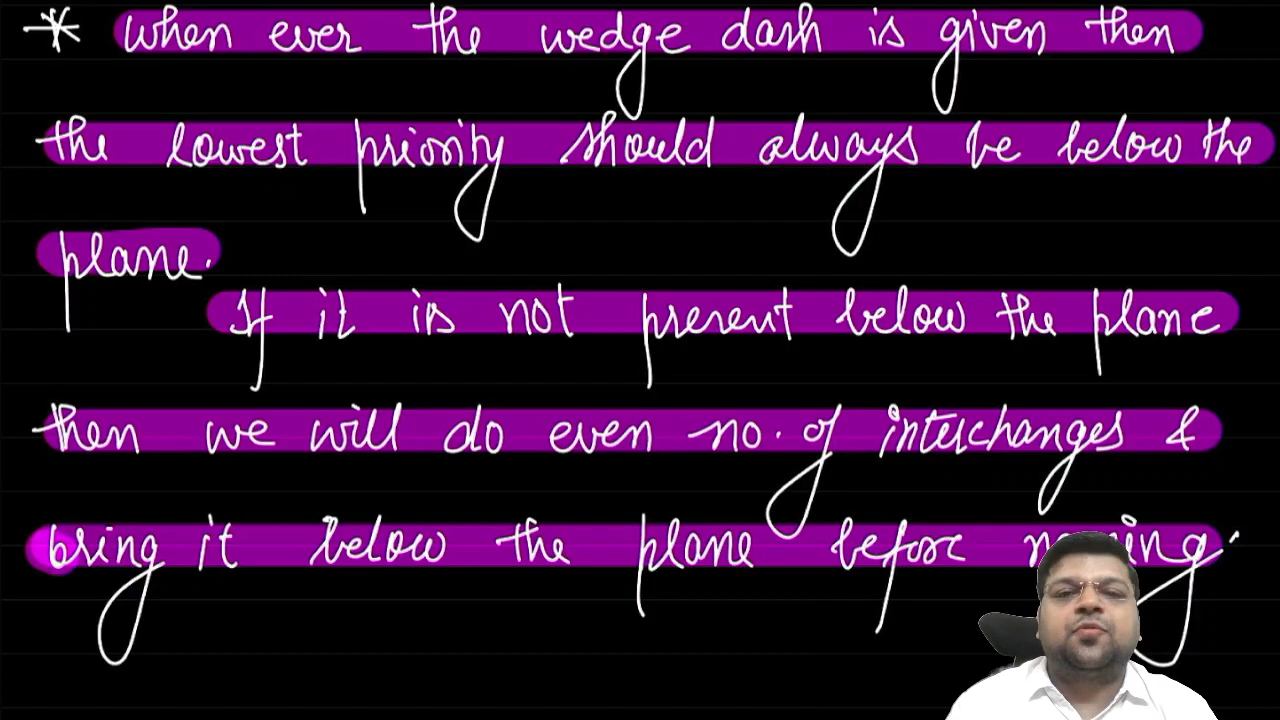 * When ever the wedge dash is given then
the lowest priority should always be below the
plane.
If it is not present below the plane
then we will do even no. of interchanges &
bring it below the plane before